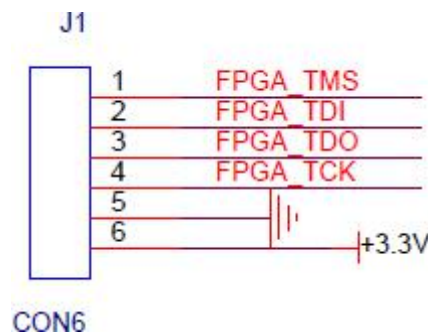 J1
1 FPGA_TMS
2 FPGA_TDI
3 FPGA_TDO
4 FPGA_TCK
5
6 +3.3V
CON6